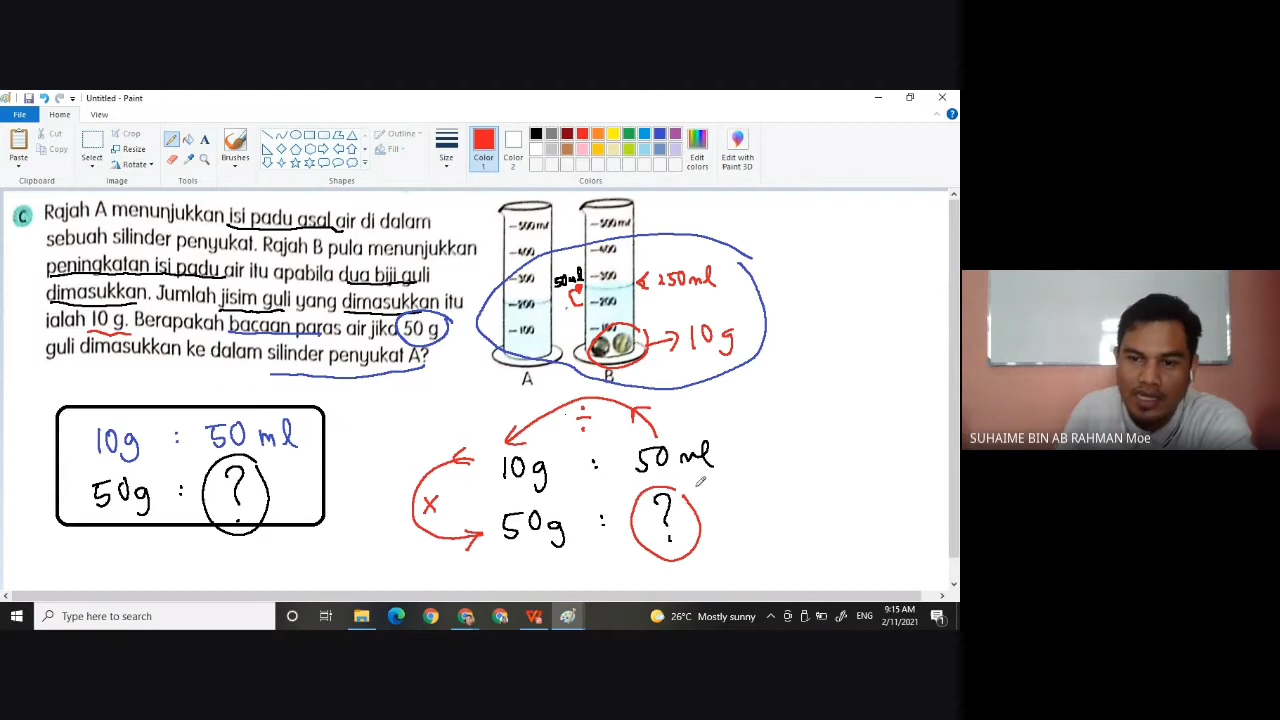 Untitled - Paint
File Home View
Paste
Cut
Copy
Clipboard
Select
Crop
Resize
Rotate
Image
Tools
Brushes
Shapes
Outline
Fill
Size
Color 1
Color 2
Edit colors
Colors
Edit with Paint 3D
C Rajah A menunjukkan isi padu asal air di dalam
sebuah silinder penyukat. Rajah B pula menunjukkan
peningkatan isi padu air itu apabila dua biji guli
dimasukkan. Jumlah jisim guli yang dimasukkan itu
ialah 10 g. Berapakah bacaan paras air jika 50 g
guli dimasukkan ke dalam silinder penyukat A?
500 ml
400
300
200
100
A
500 ml
400
300
200
100
B
50 ml
250 ml
10 g
10g : 50 ml
50g : ?
÷
10g : 50 ml
x
50g : ?
SUHAIME BIN AB RAHMAN Moe
Type here to search
26°C Mostly sunny
ENG
9:15 AM
2/11/2021
1